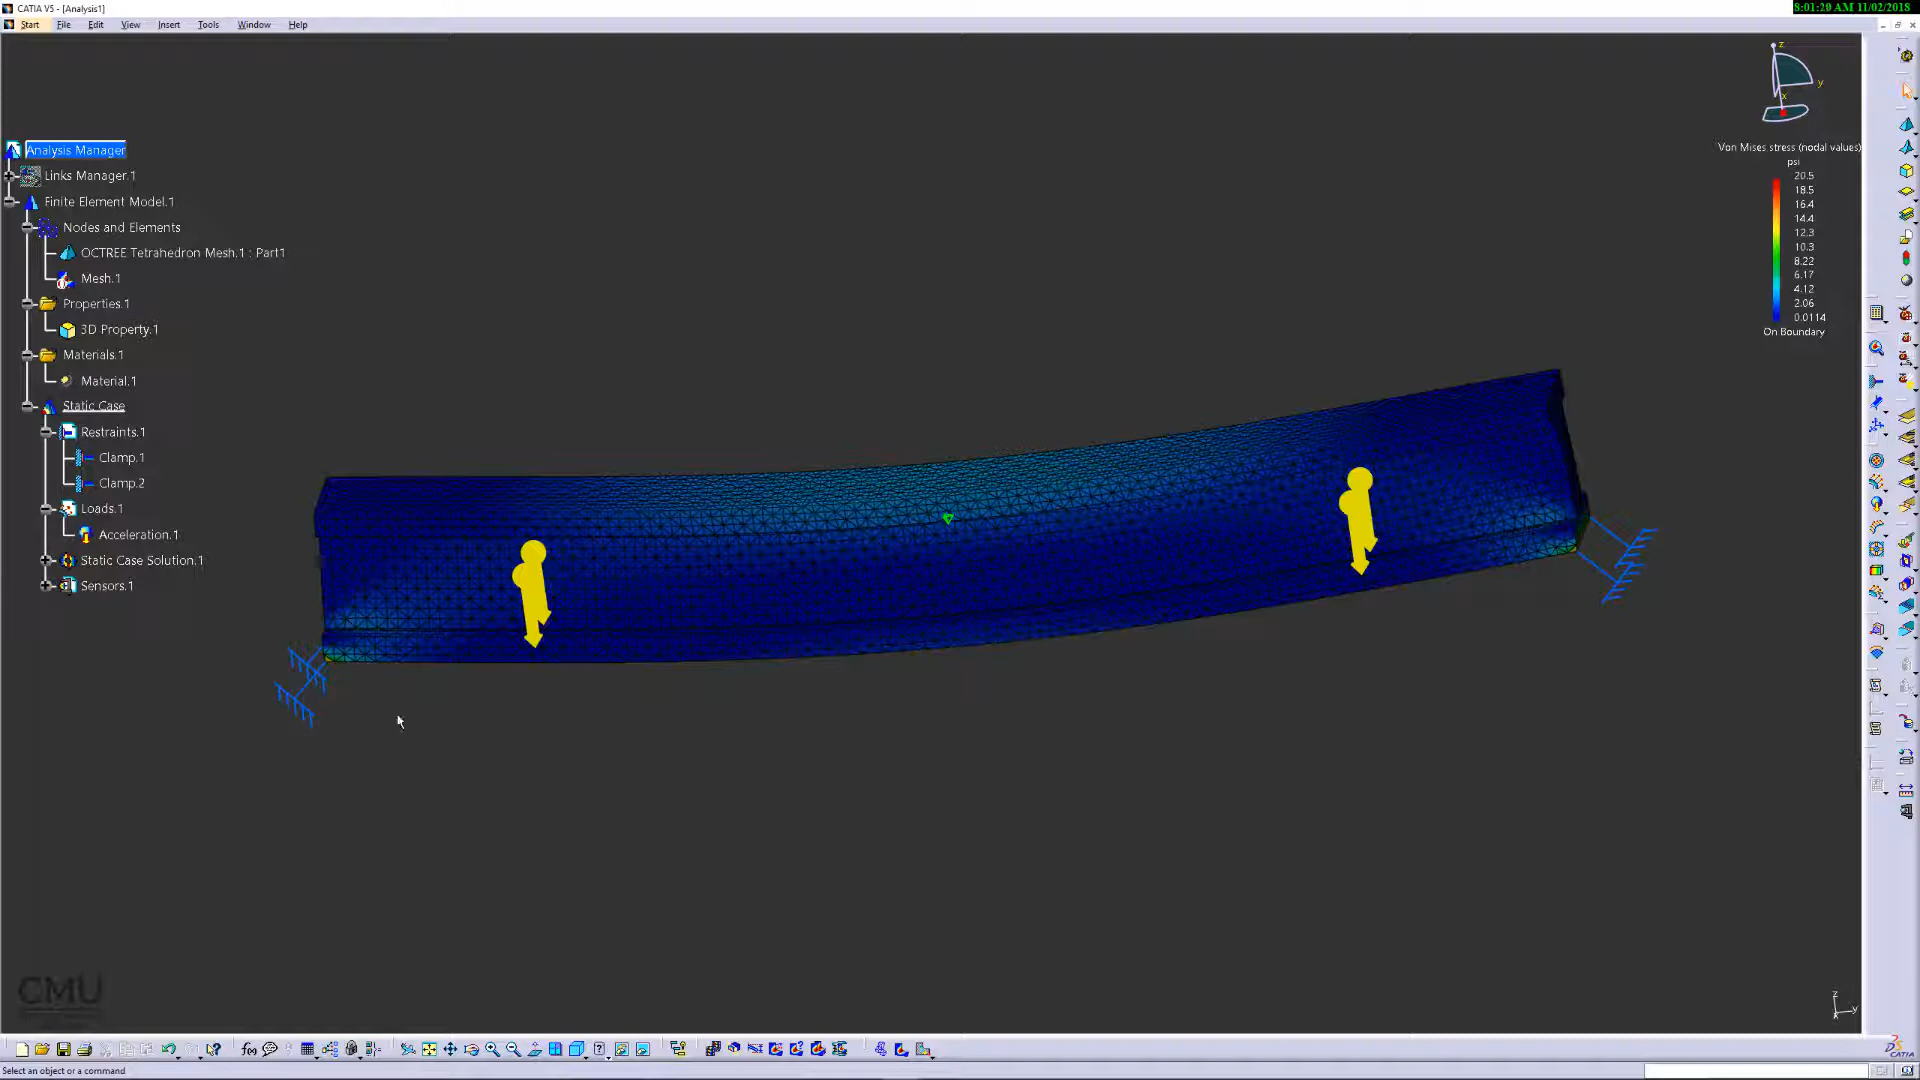 CATIA V5 - [Analysis1]
8:01:29 AM 11/02/2018
Start File Edit View Insert Tools Window Help
z
y
x
Analysis Manager
Links Manager.1
Finite Element Model.1
Nodes and Elements
OCTREE Tetrahedron Mesh.1 : Part1
Mesh.1
Properties.1
3D Property.1
Materials.1
Material.1
Static Case
Restraints.1
Clamp.1
Clamp.2
Loads.1
Acceleration.1
Static Case Solution.1
Sensors.1
Von Mises stress (nodal values)
psi
20.5
18.5
16.4
14.4
12.3
10.3
8.22
6.17
4.12
2.06
0.0114
On Boundary
CMU
z
x
y
f(x)
CATIA
Select an object or a command